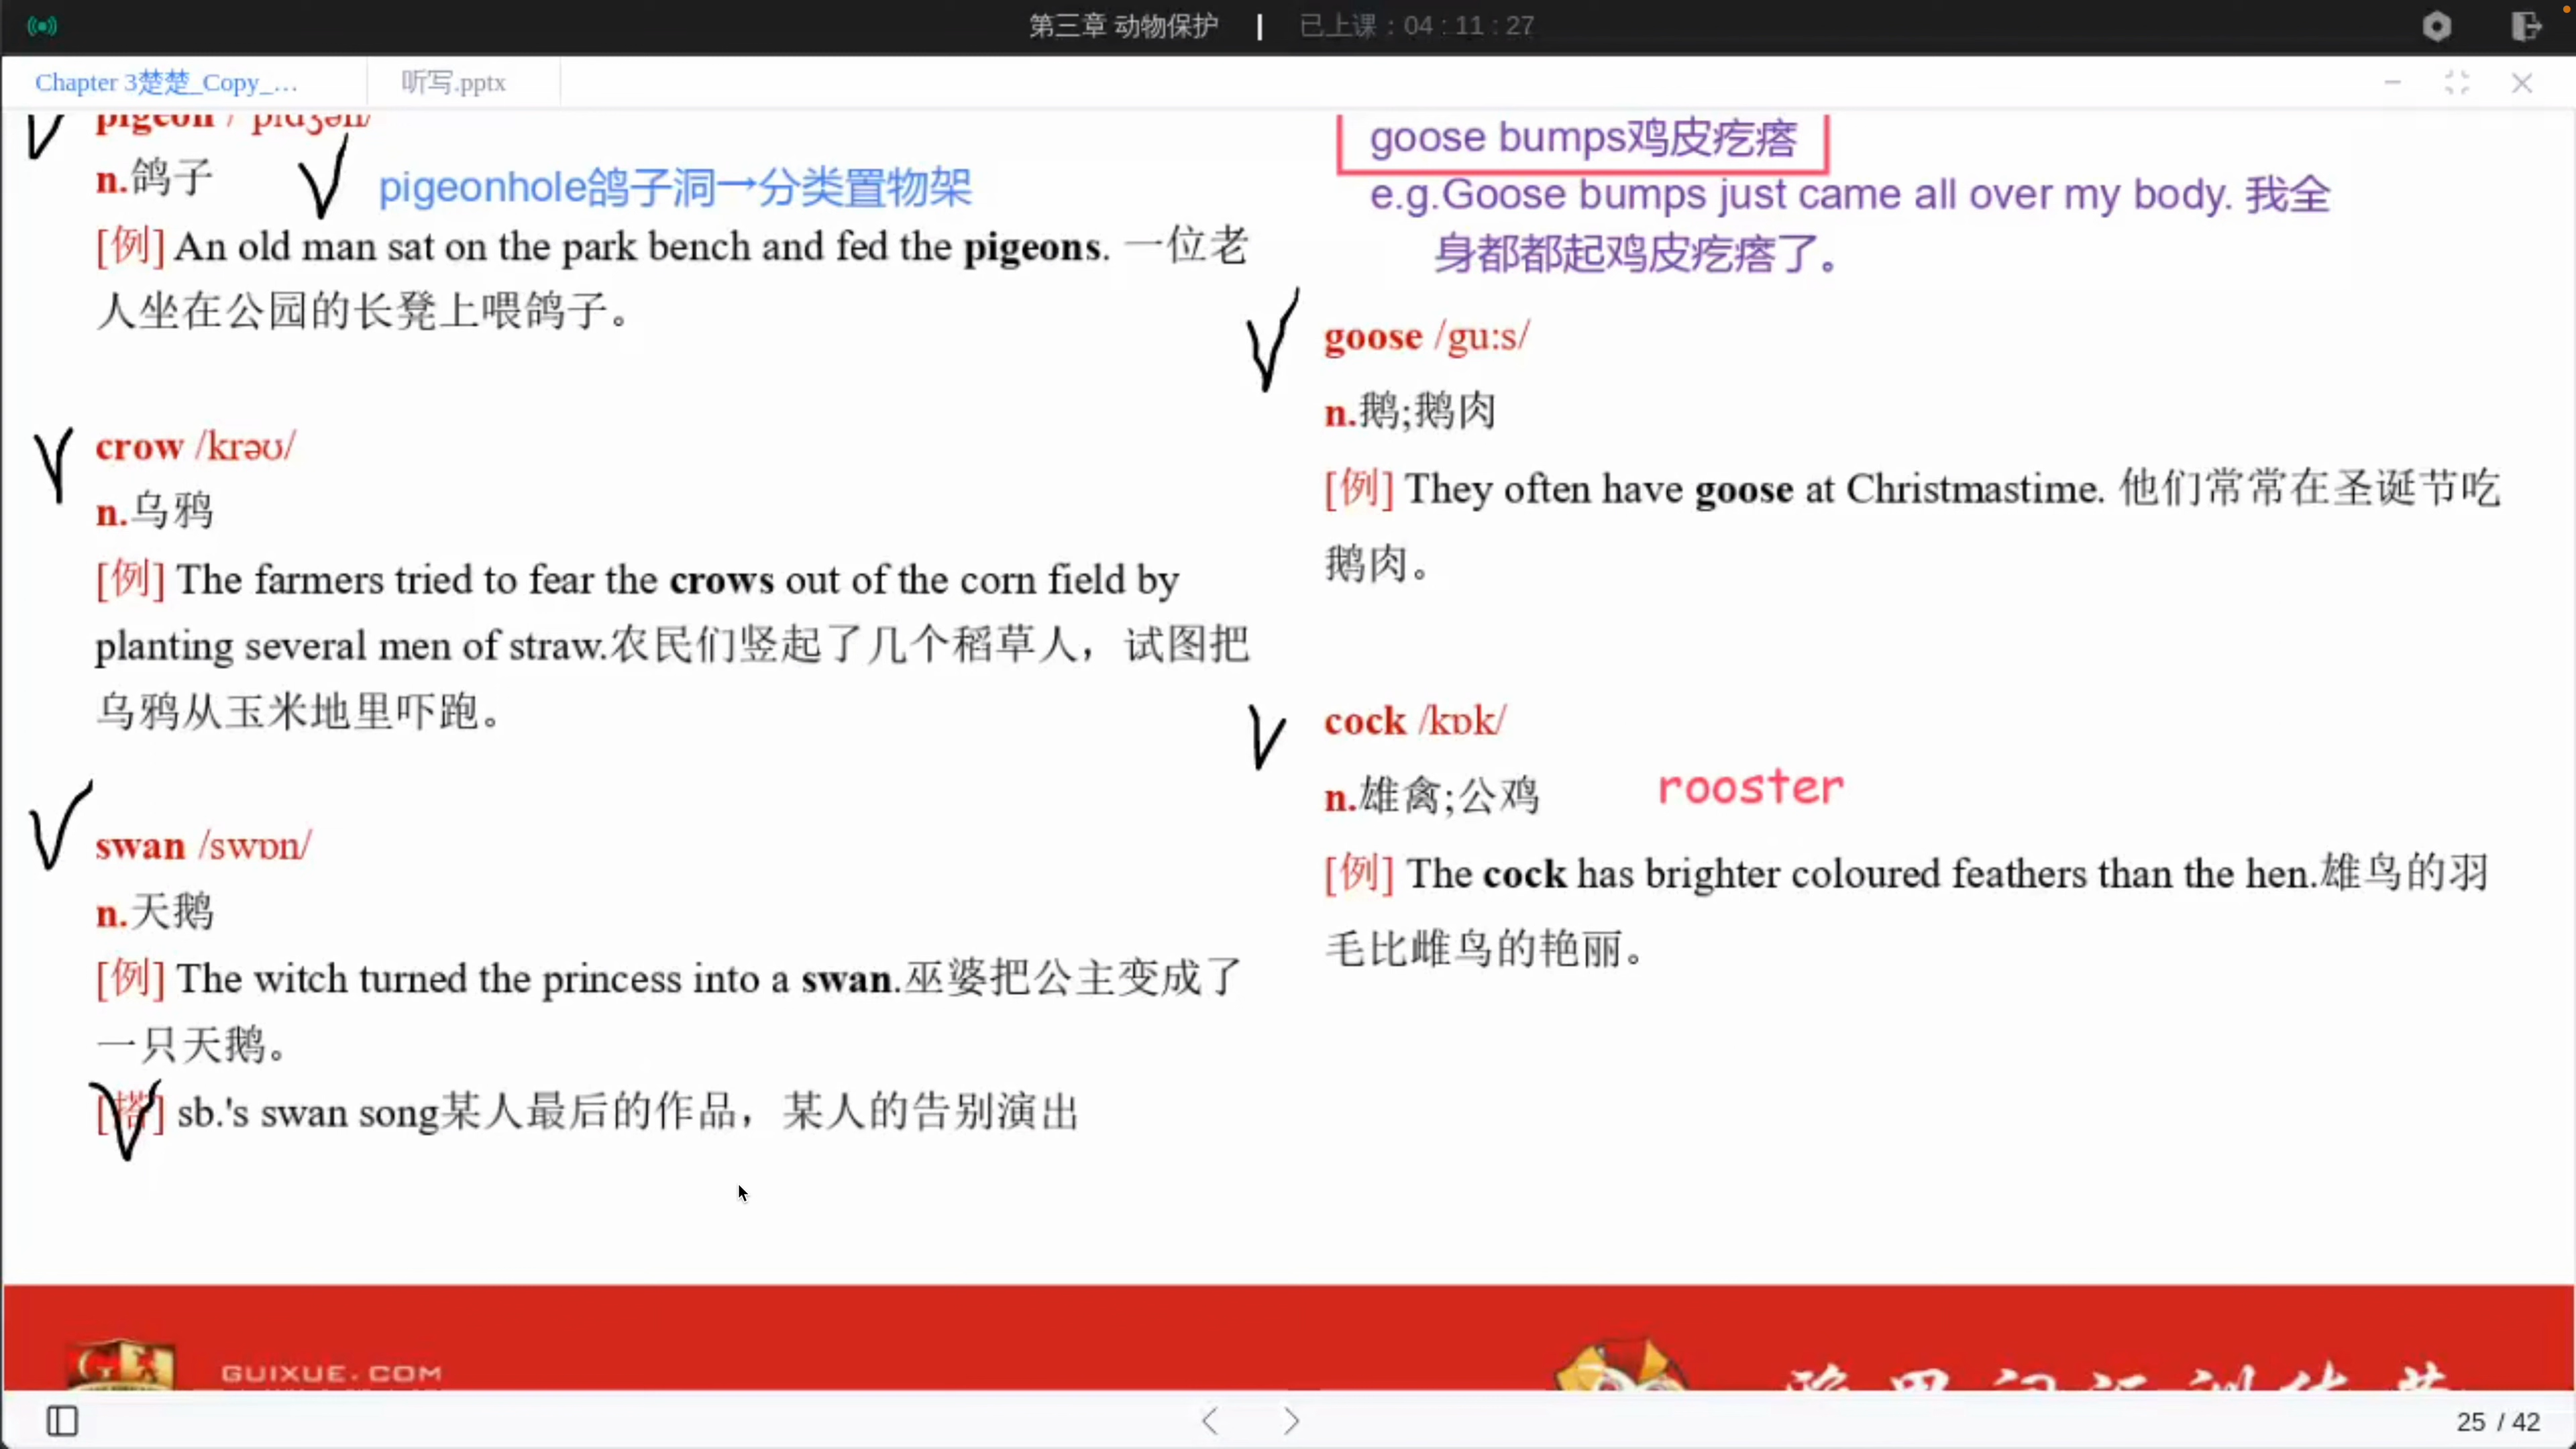 第三章 动物保护 | 已上课：04 : 11 : 27
Chapter 3楚楚_Copy_…
听写.pptx
pigeon /ˈpɪdʒən/
n.鸽子
pigeonhole鸽子洞→分类置物架
[例] An old man sat on the park bench and fed the pigeons. 一位老
人坐在公园的长凳上喂鸽子。
crow /krəʊ/
n.乌鸦
[例] The farmers tried to fear the crows out of the corn field by
planting several men of straw.农民们竖起了几个稻草人，试图把
乌鸦从玉米地里吓跑。
swan /swɒn/
n.天鹅
[例] The witch turned the princess into a swan.巫婆把公主变成了
一只天鹅。
[搭] sb.'s swan song某人最后的作品，某人的告别演出
goose bumps鸡皮疙瘩
e.g.Goose bumps just came all over my body. 我全
身都都起鸡皮疙瘩了。
goose /gu:s/
n.鹅;鹅肉
[例] They often have goose at Christmastime. 他们常常在圣诞节吃
鹅肉。
cock /kɒk/
n.雄禽;公鸡
rooster
[例] The cock has brighter coloured feathers than the hen.雄鸟的羽
毛比雌鸟的艳丽。
GUIXUE.COM
25 / 42